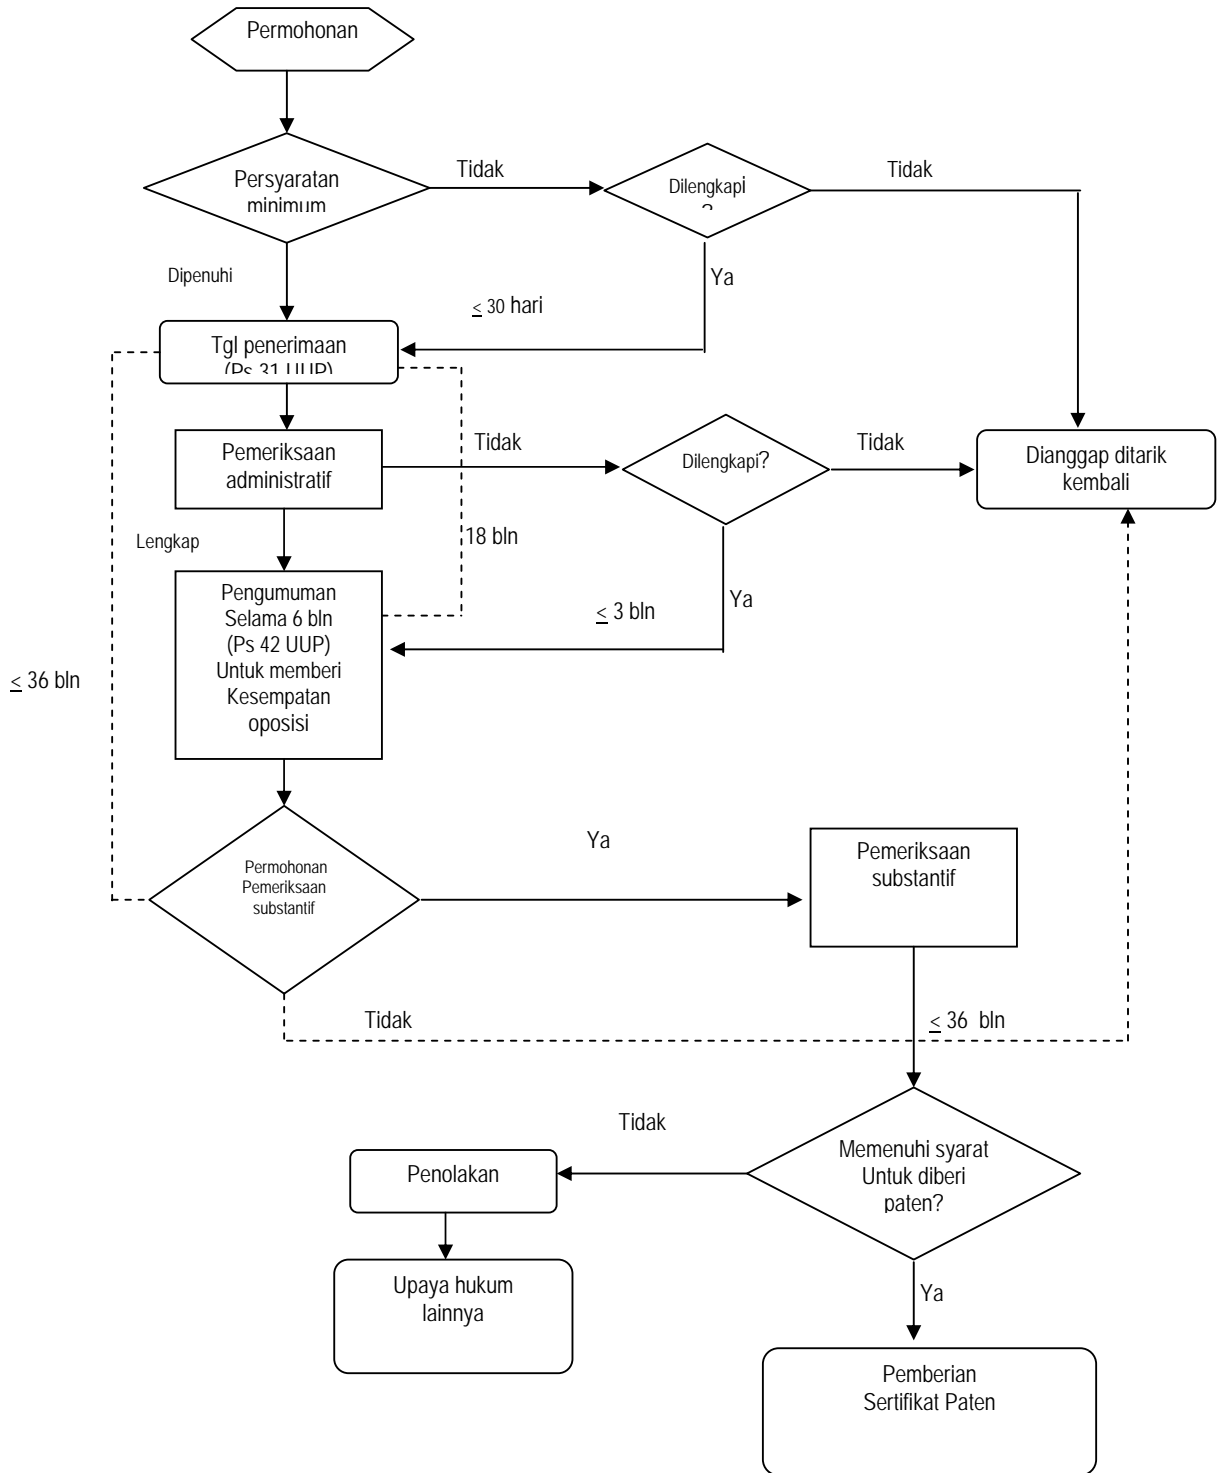 Permohonan
Persyaratan
minimum
Tidak
Dilengkapi
?
Tidak
Dipenuhi
Ya
< 30 hari
Tgl penerimaan
(Ps 31 UUP)
Pemeriksaan
administratif
Tidak
Dilengkapi?
Tidak
Dianggap ditarik
kembali
Lengkap
18 bln
Pengumuman
Selama 6 bln
(Ps 42 UUP)
Untuk memberi
Kesempatan
oposisi
< 3 bln
Ya
< 36 bln
Permohonan
Pemeriksaan
substantif
Ya
Pemeriksaan
substantif
Tidak
< 36 bln
Tidak
Memenuhi syarat
Untuk diberi
paten?
Penolakan
Upaya hukum
lainnya
Ya
Pemberian
Sertifikat Paten